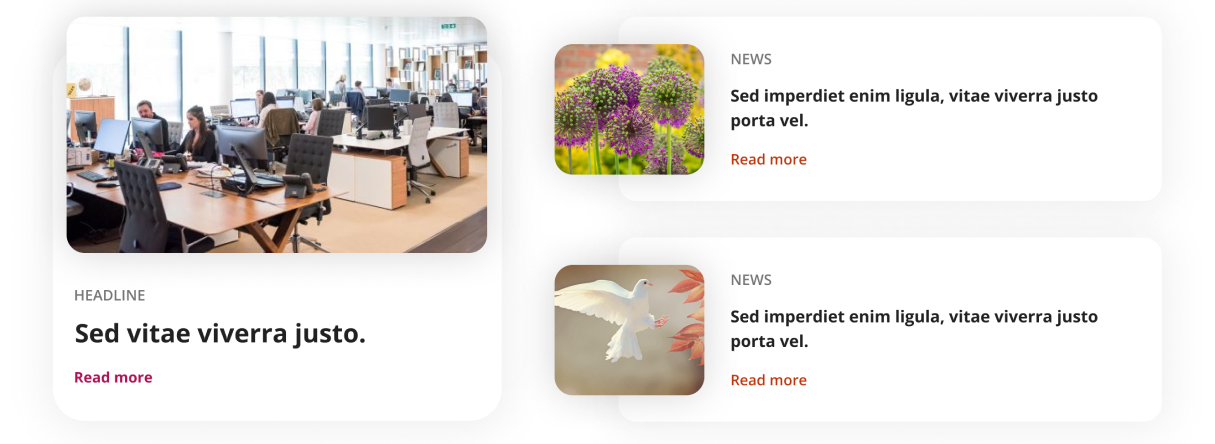 HEADLINE
Sed vitae viverra justo.
Read more
NEWS
Sed imperdiet enim ligula, vitae viverra justo
porta vel.
Read more
NEWS
Sed imperdiet enim ligula, vitae viverra justo
porta vel.
Read more